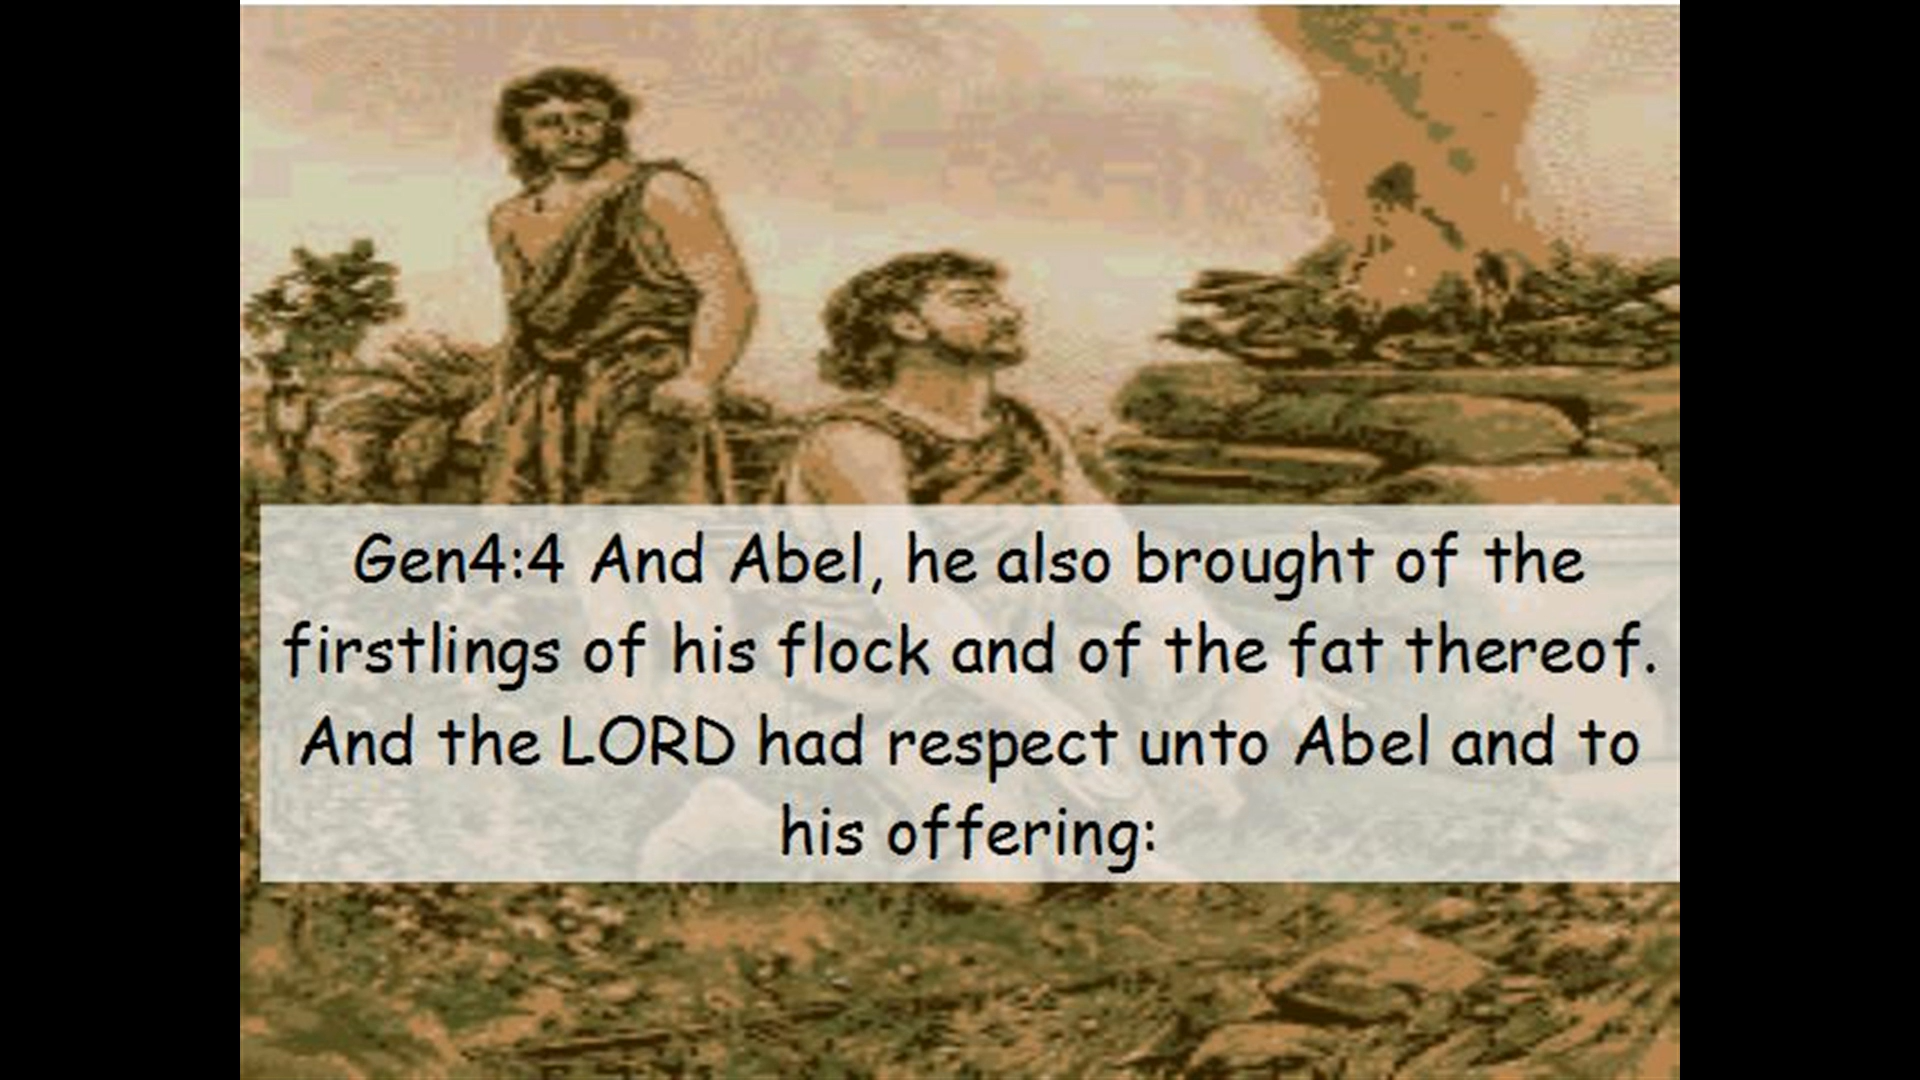 Gen4:4 And Abel, he also brought of the
firstlings of his flock and of the fat thereof.
And the LORD had respect unto Abel and to
his offering: